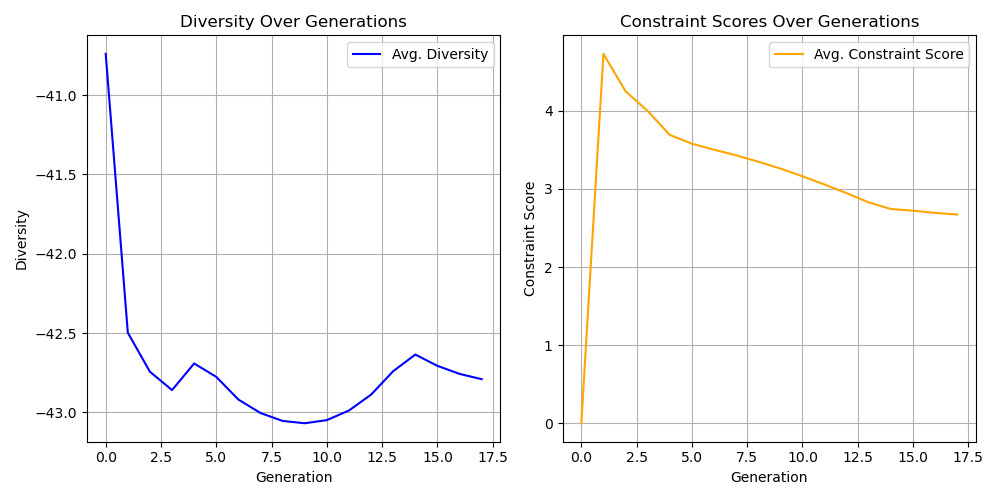 Diversity Over Generations
Avg. Diversity
Diversity
−41.0
−41.5
−42.0
−42.5
−43.0
0.0 2.5 5.0 7.5 10.0 12.5 15.0 17.5
Generation
Constraint Scores Over Generations
Avg. Constraint Score
Constraint Score
4
3
2
1
0
0.0 2.5 5.0 7.5 10.0 12.5 15.0 17.5
Generation